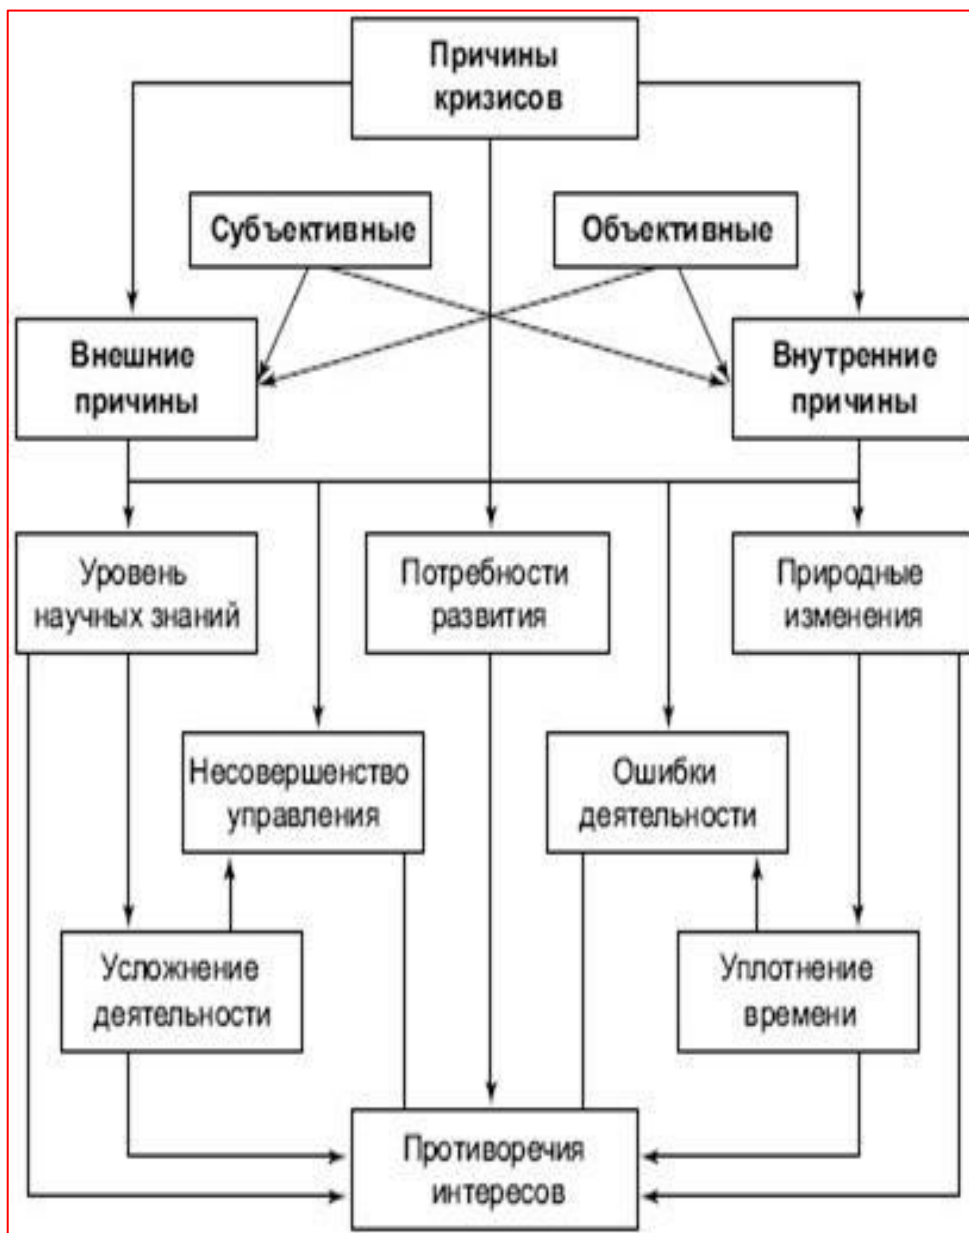 Причины
кризисов
Субъективные
Объективные
Внешние
причины
Внутренние
причины
Уровень
научных знаний
Потребности
развития
Природные
изменения
Несовершенство
управления
Ошибки
деятельности
Усложнение
деятельности
Уплотнение
времени
Противоречия
интересов